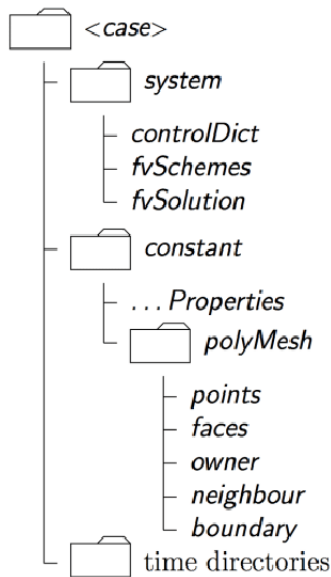 <case>
system
controlDict
fvSchemes
fvSolution
constant
...Properties
polyMesh
points
faces
owner
neighbour
boundary
time directories